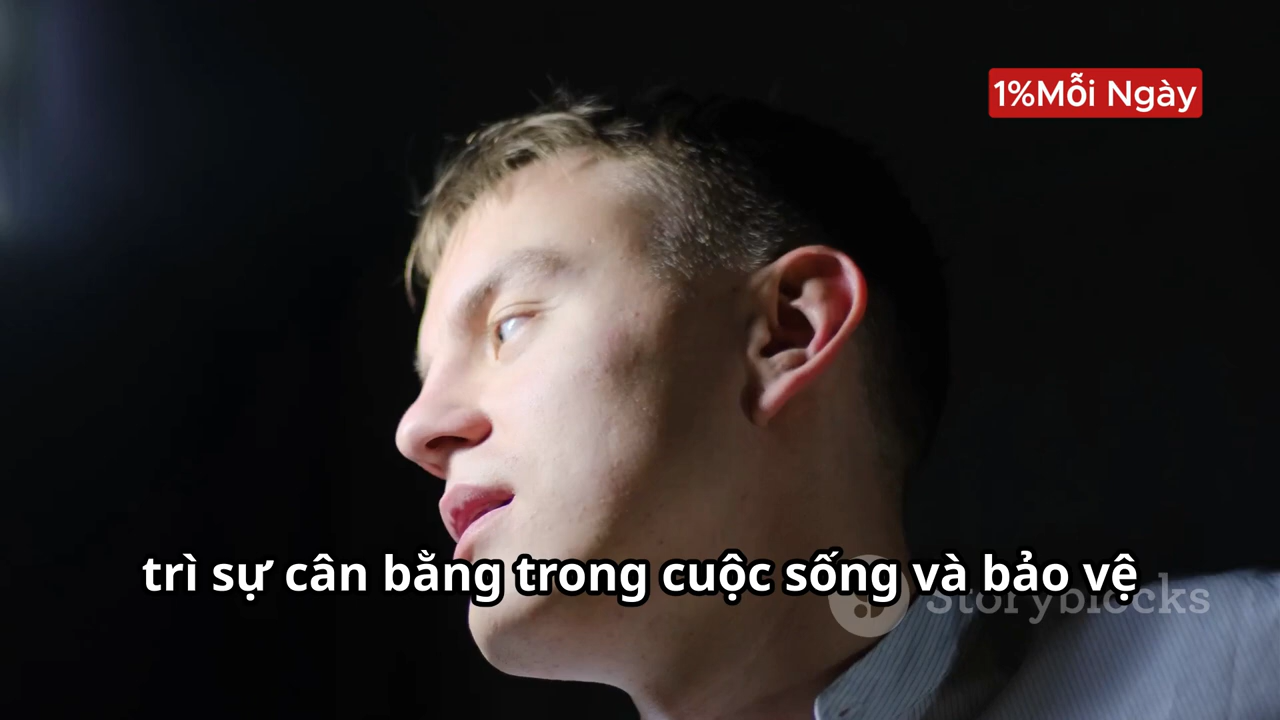 1%Mỗi Ngày
trì sự cân bằng trong cuộc sống và bảo vệ
Storyblocks